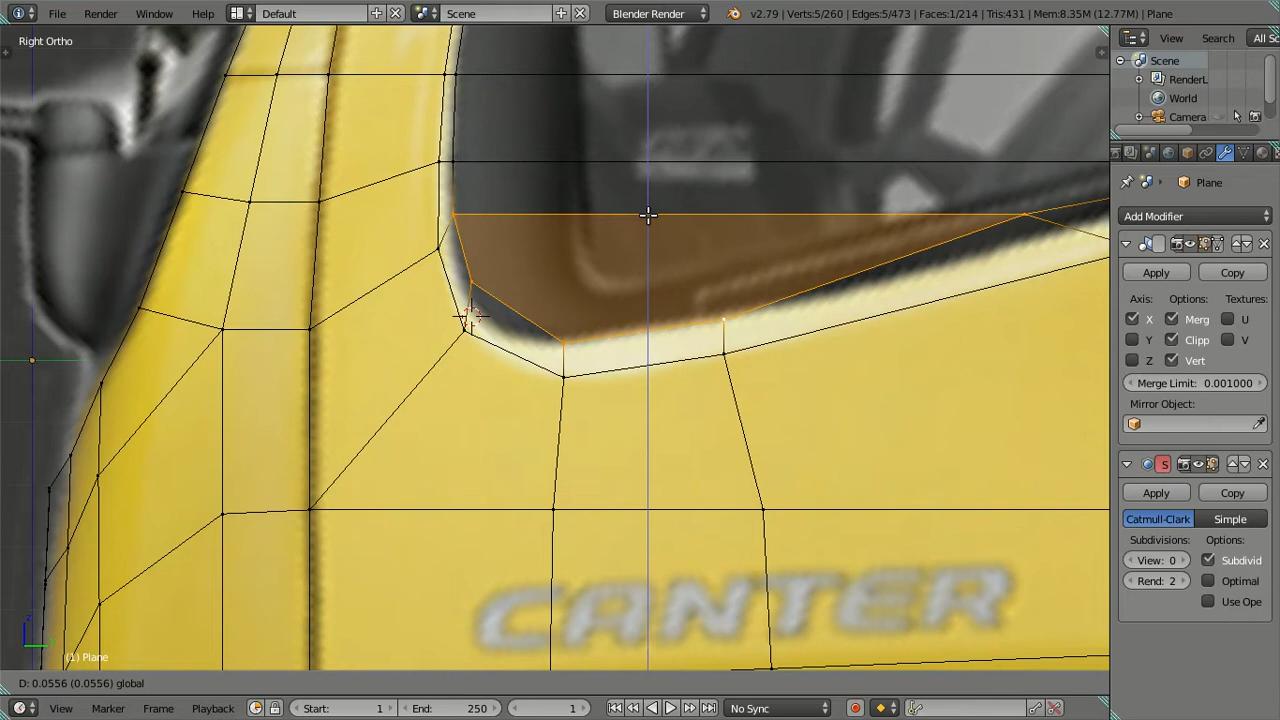 File Render Window Help Default Scene Blender Render v2.79 | Verts:5/260 | Edges:5/473 | Faces:1/214 | Tris:431 | Mem:8.35M (12.77M) | Plane
Right Ortho
View Search All Sc
Scene
RenderL
World
Camera
Plane
Add Modifier
Apply Copy
Axis: Options: Textures:
X Merg U
Y Clipp V
Z Vert
Merge Limit: 0.001000
Mirror Object:
S
Apply Copy
Catmull-Clark Simple
Subdivisions: Options:
View: 0 Subdivid
Rend: 2 Optimal
Use Ope
CANTER
z
(1) Plane
D: 0.0556 (0.0556) global
View Marker Frame Playback Start: 1 End: 250 1 No Sync